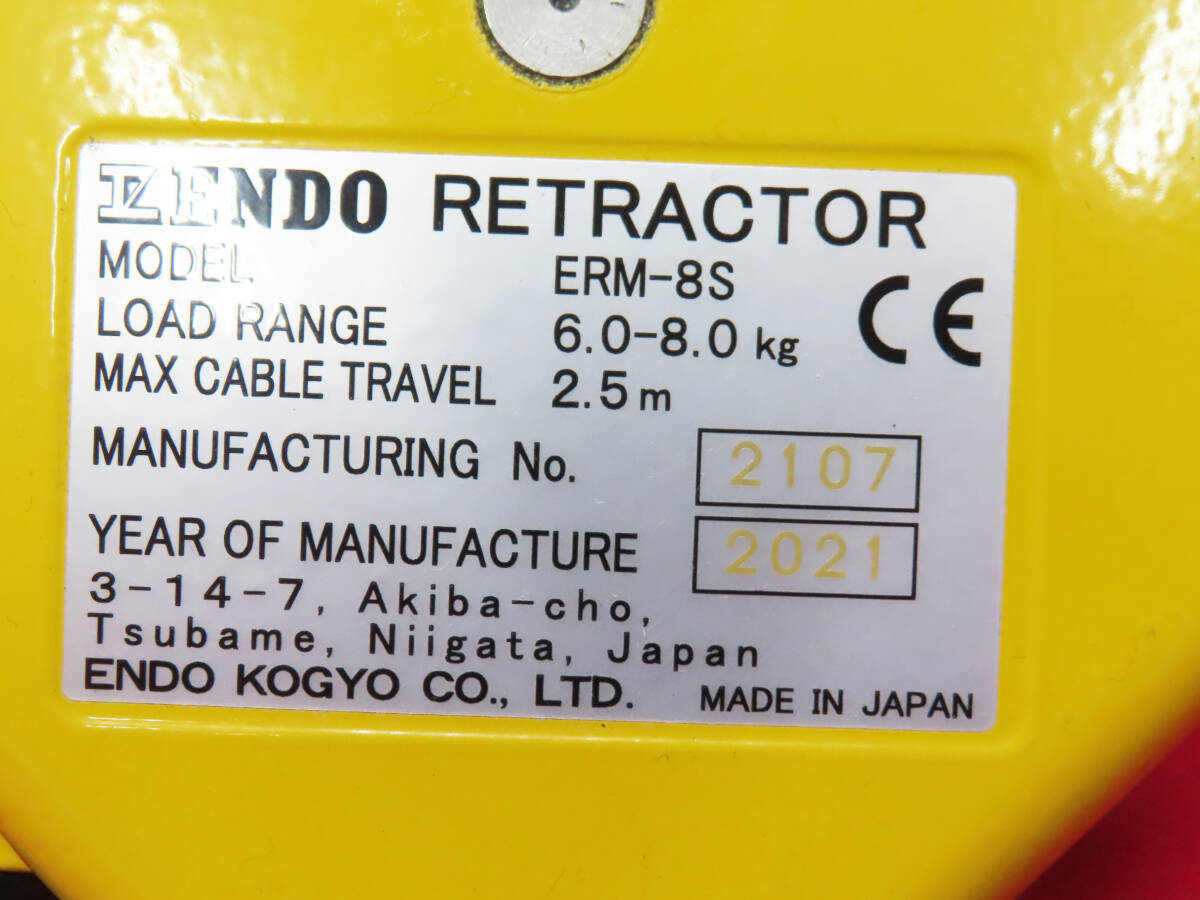 ENDO RETRACTOR
MODEL ERM-8S
LOAD RANGE 6.0-8.0 kg
CE
MAX CABLE TRAVEL 2.5 m
MANUFACTURING No. 2107
YEAR OF MANUFACTURE 2021
3-14-7, Akiba-cho,
Tsubame, Niigata, Japan
ENDO KOGYO CO., LTD. MADE IN JAPAN